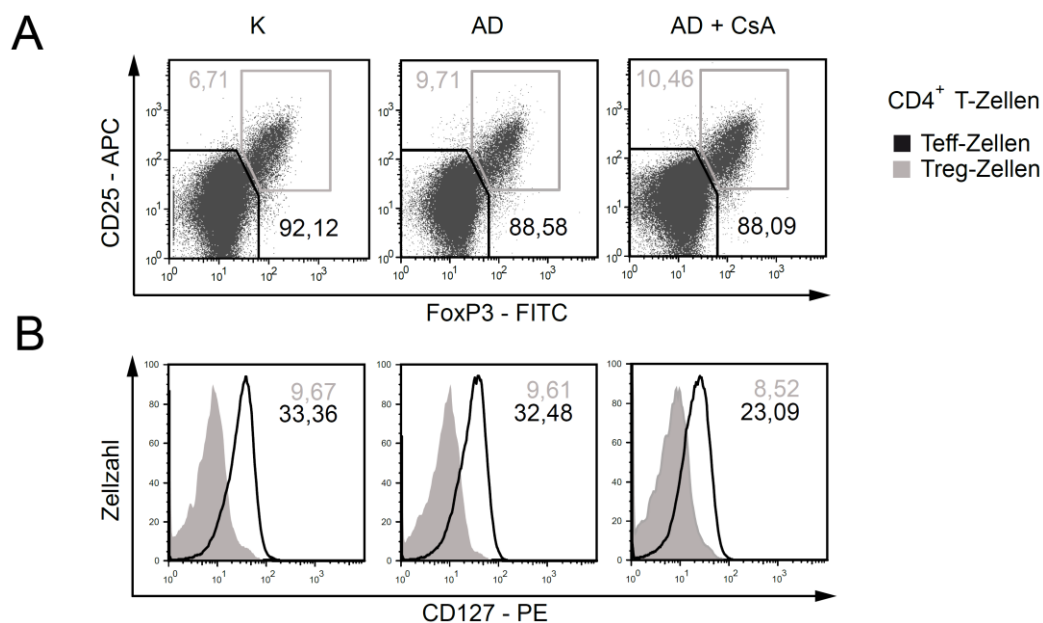 A
K
AD
AD + CsA
CD25 - APC
10³
10²
10¹
10⁰
6,71
92,12
10⁰ 10¹ 10² 10³
10³
10²
10¹
10⁰
9,71
88,58
10⁰ 10¹ 10² 10³
10³
10²
10¹
10⁰
10,46
88,09
10⁰ 10¹ 10² 10³
FoxP3 - FITC
CD4⁺ T-Zellen
Teff-Zellen
Treg-Zellen
B
Zellzahl
100
80
60
40
20
0
9,67
33,36
10⁰ 10¹ 10² 10³
100
80
60
40
20
0
9,61
32,48
10⁰ 10¹ 10² 10³
100
80
60
40
20
0
8,52
23,09
10⁰ 10¹ 10² 10³
CD127 - PE